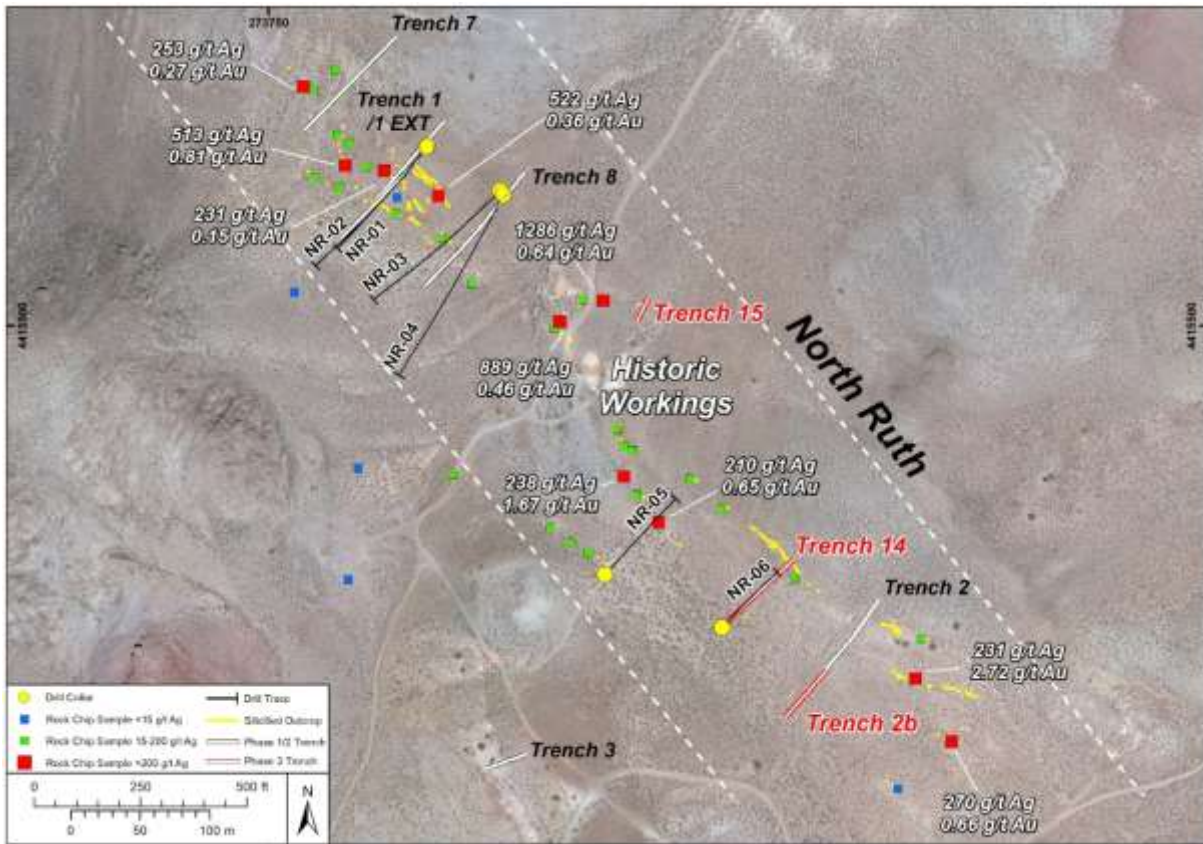 273750
Trench 7
253 g/t Ag
0.27 g/t Au
Trench 1
/1 EXT
522 g/t Ag
0.36 g/t Au
513 g/t Ag
0.81 g/t Au
Trench 8
231 g/t Ag
0.15 g/t Au
NR-02
NR-01
NR-03
NR-04
1286 g/t Ag
0.64 g/t Au
Trench 15
4415500
4415500
889 g/t Ag
0.46 g/t Au
Historic
Workings
North Ruth
238 g/t Ag
1.67 g/t Au
210 g/t Ag
0.65 g/t Au
NR-05
NR-06
Trench 14
Trench 2
231 g/t Ag
2.72 g/t Au
Trench 2b
Trench 3
270 g/t Ag
0.66 g/t Au
Drill Collar
Rock Chip Sample <15 g/t Ag
Rock Chip Sample 15-200 g/t Ag
Rock Chip Sample >200 g/t Ag
Drill Trace
Silicified Outcrop
Phase 1/2 Trench
Phase 3 Trench
0 250 500 ft
0 50 100 m
N